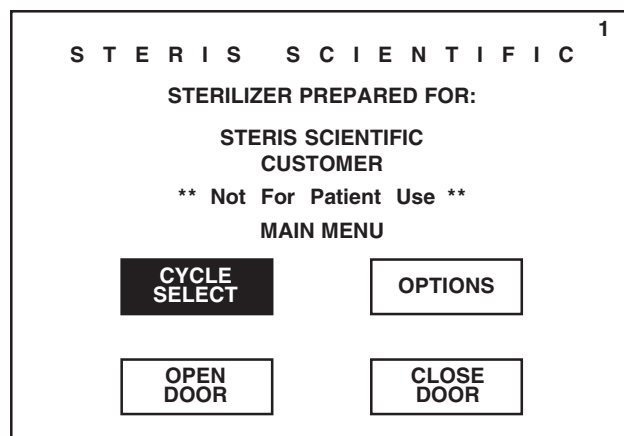 1
S T E R I S   S C I E N T I F I C
STERILIZER PREPARED FOR:
STERIS SCIENTIFIC
CUSTOMER
** Not For Patient Use **
MAIN MENU
CYCLE
SELECT
OPTIONS
OPEN
DOOR
CLOSE
DOOR